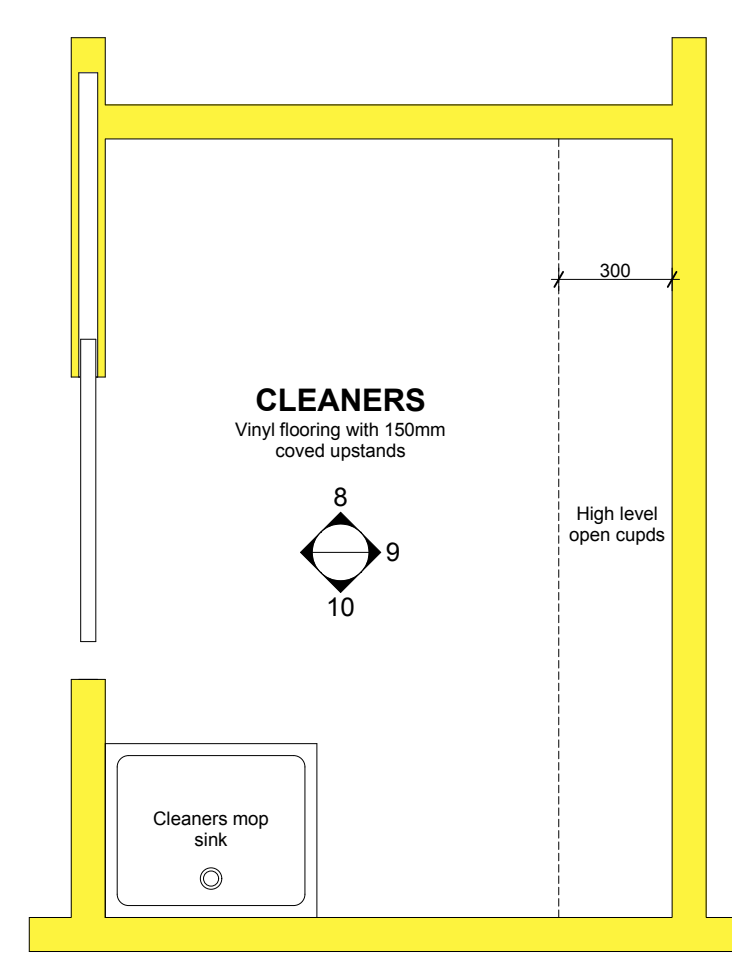 300
CLEANERS
Vinyl flooring with 150mm
coved upstands
8
9
10
High level
open cupds
Cleaners mop
sink